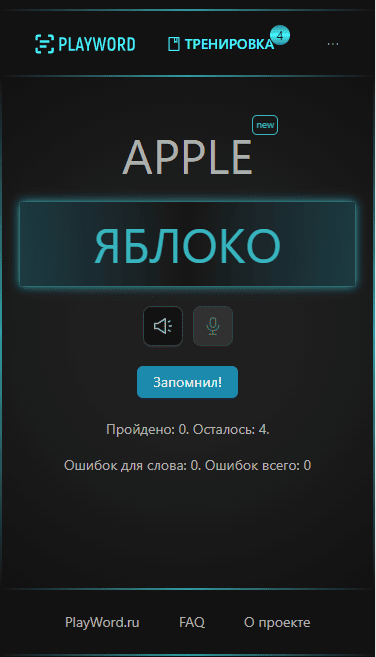 PLAYWORD ТРЕНИРОВКА 4 ...
new
APPLE
ЯБЛОКО
Запомнил!
Пройдено: 0. Осталось: 4.
Ошибок для слова: 0. Ошибок всего: 0
PlayWord.ru FAQ О проекте